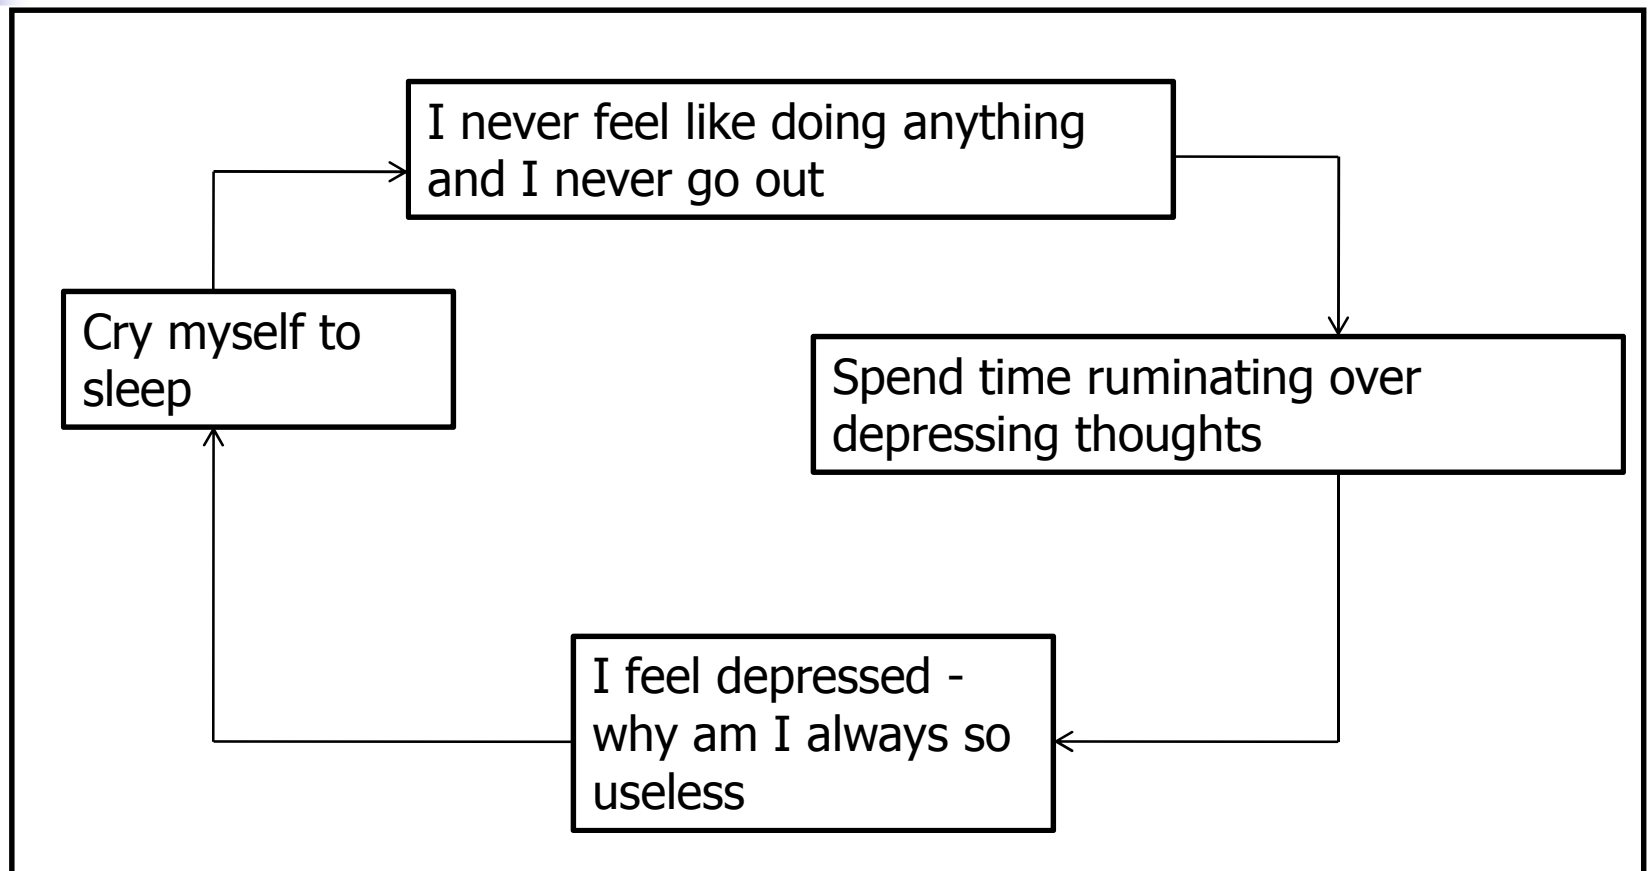 I never feel like doing anything
and I never go out
Cry myself to
sleep
Spend time ruminating over
depressing thoughts
I feel depressed -
why am I always so
useless